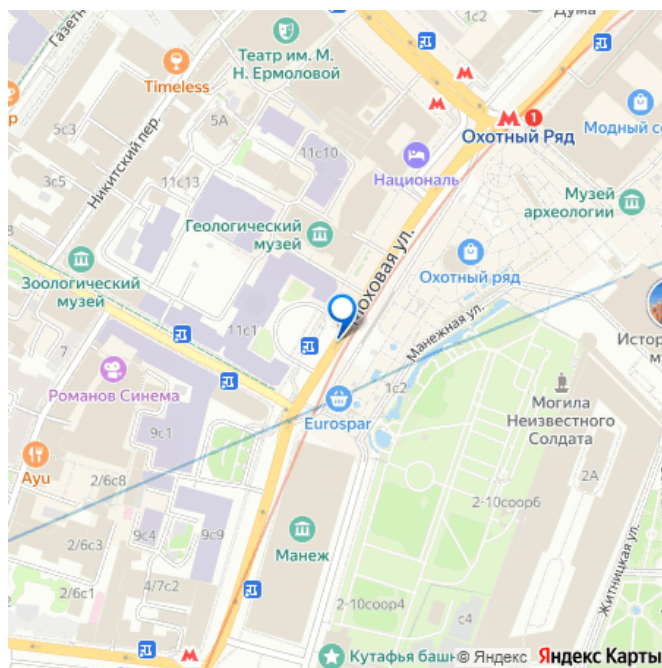 1с2
Дума
Газетн
Театр им. М.
Н. Ермоловой
Timeless
р
5с3
5А
Охотный Ряд
1
Модный се
11с10
Националь
Никитский пер.
3с5
11с13
Музей
археологии
Геологический
музей
Моховая ул.
Охотный ряд
Зоологический
музей
11с1
Манежная ул.
Истор
му
7
1с2
Романов Синема
Eurospar
Могила
Неизвестного
Солдата
9с1
Ayu
2/6с8
2А
2-10соор6
9с4
9с9
2/6с3
Манеж
4/7с2
2/6с1
2-10соор4
с4
Житницкая ул.
Кутафья башн
© Яндекс
Яндекс Карты